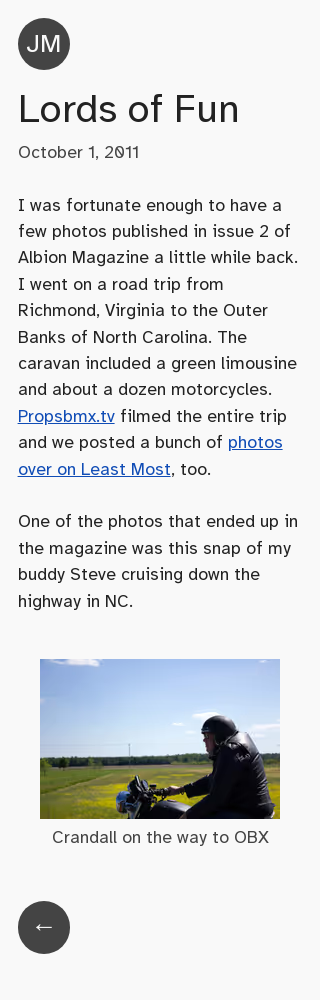 JM
Lords of Fun
October 1, 2011
I was fortunate enough to have a
few photos published in issue 2 of
Albion Magazine a little while back.
I went on a road trip from
Richmond, Virginia to the Outer
Banks of North Carolina. The
caravan included a green limousine
and about a dozen motorcycles.
Propsbmx.tv filmed the entire trip
and we posted a bunch of photos
over on Least Most, too.
One of the photos that ended up in
the magazine was this snap of my
buddy Steve cruising down the
highway in NC.
Crandall on the way to OBX
←